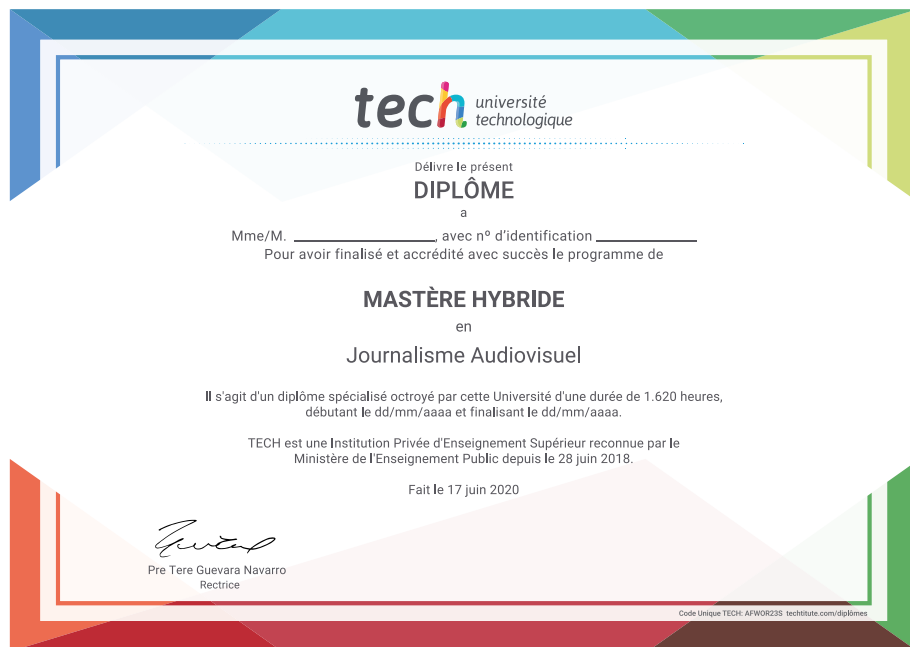 tech université
technologique
Délivre le présent
DIPLÔME
a
Mme/M. ____________, avec nº d'identification ____________
Pour avoir finalisé et accrédité avec succès le programme de
MASTÈRE HYBRIDE
en
Journalisme Audiovisuel
Il s'agit d'un diplôme spécialisé octroyé par cette Université d'une durée de 1.620 heures,
débutant le dd/mm/aaaa et finalisant le dd/mm/aaaa.
TECH est une Institution Privée d'Enseignement Supérieur reconnue par le
Ministère de l'Enseignement Public depuis le 28 juin 2018.
Fait le 17 juin 2020
Pre Tere Guevara Navarro
Rectrice
Code Unique TECH: AFWOR23S techtitute.com/diplômes